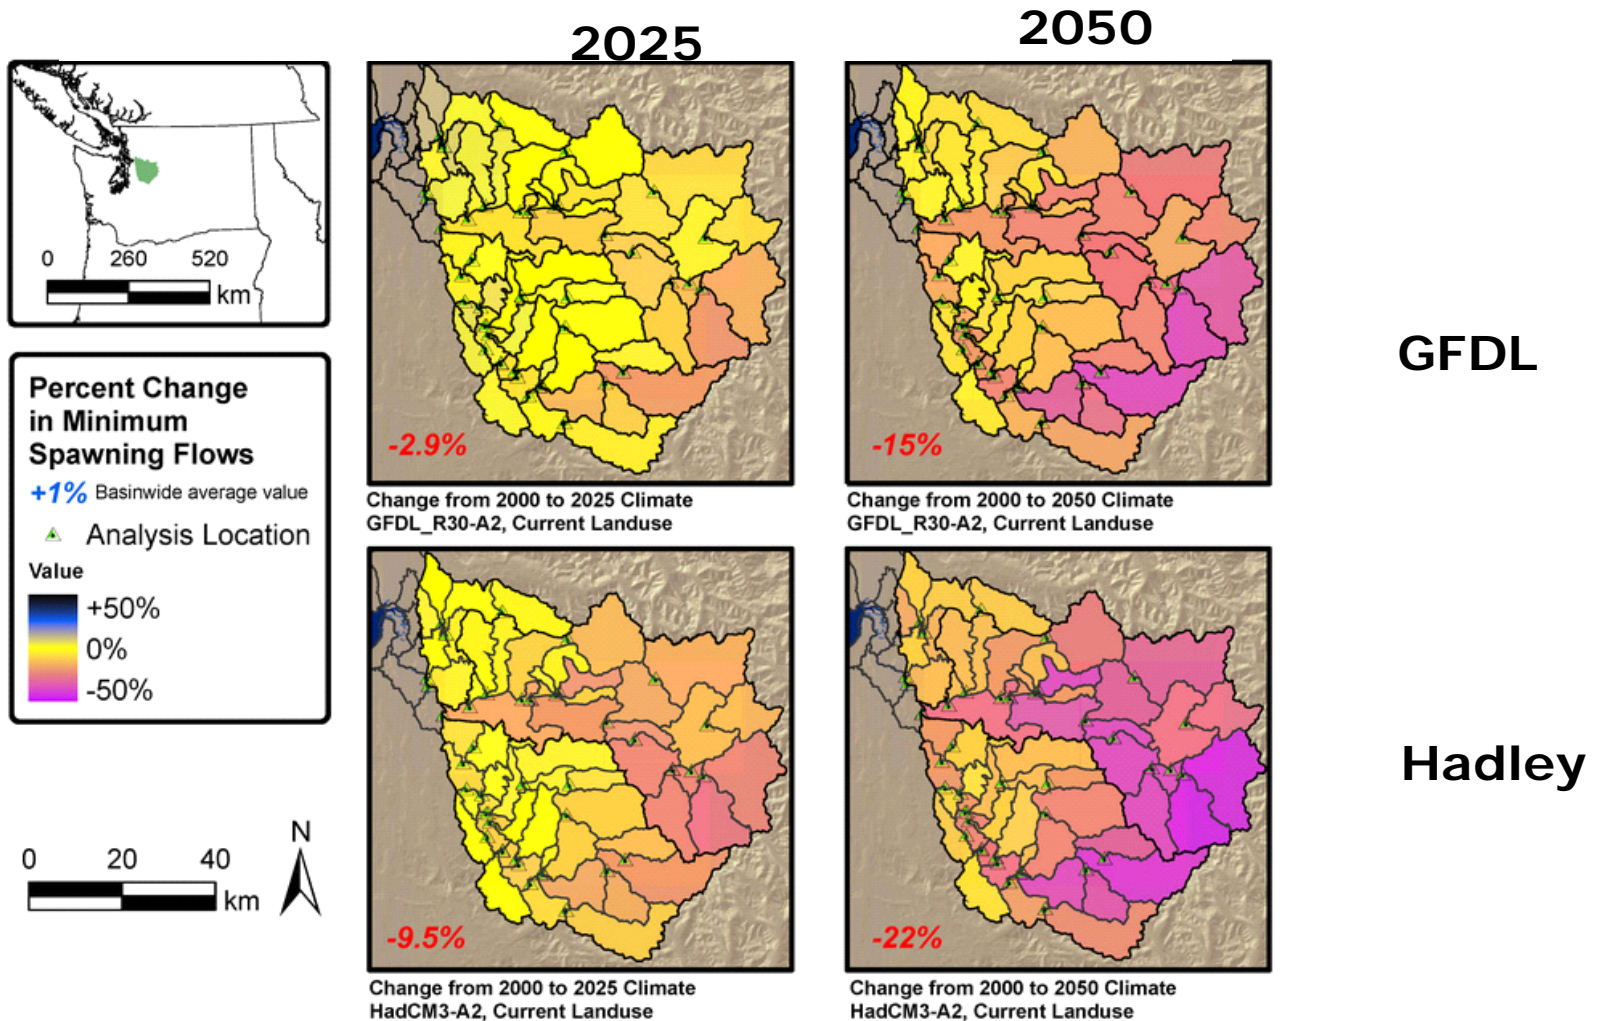 2025
2050
0 260 520
km
Percent Change
in Minimum
Spawning Flows
+1% Basinwide average value
Analysis Location
Value
+50%
0%
-50%
N
0 20 40
km
-2.9%
Change from 2000 to 2025 Climate
GFDL_R30-A2, Current Landuse
-15%
Change from 2000 to 2050 Climate
GFDL_R30-A2, Current Landuse
GFDL
-9.5%
Change from 2000 to 2025 Climate
HadCM3-A2, Current Landuse
-22%
Change from 2000 to 2050 Climate
HadCM3-A2, Current Landuse
Hadley